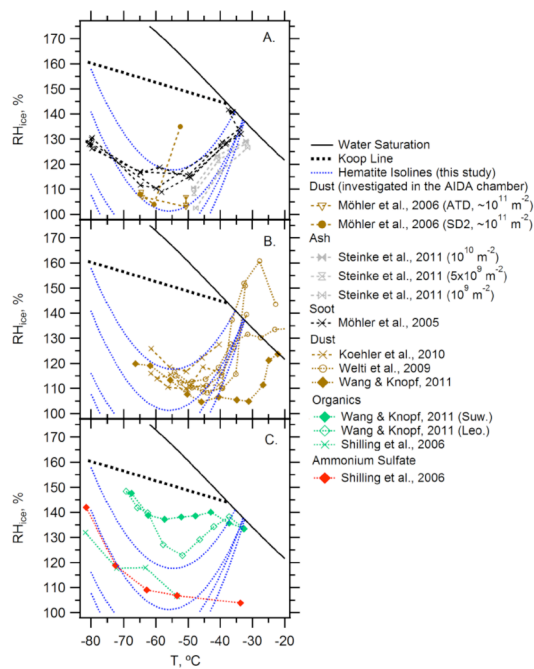 170
160
150
140
130
120
110
100
RHice, %
A.
170
160
150
140
130
120
110
100
RHice, %
B.
170
160
150
140
130
120
110
100
RHice, %
C.
-80 -70 -60 -50 -40 -30 -20
T, ºC
Water Saturation
Koop Line
Hematite Isolines (this study)
Dust (investigated in the AIDA chamber)
Möhler et al., 2006 (ATD, ~10¹¹ m⁻²)
Möhler et al., 2006 (SD2, ~10¹¹ m⁻²)
Ash
Steinke et al., 2011 (10¹⁰ m⁻²)
Steinke et al., 2011 (5x10⁹ m⁻²)
Steinke et al., 2011 (10⁹ m⁻²)
Soot
Möhler et al., 2005
Dust
Koehler et al., 2010
Welti et al., 2009
Wang & Knopf, 2011
Organics
Wang & Knopf, 2011 (Suw.)
Wang & Knopf, 2011 (Leo.)
Shilling et al., 2006
Ammonium Sulfate
Shilling et al., 2006